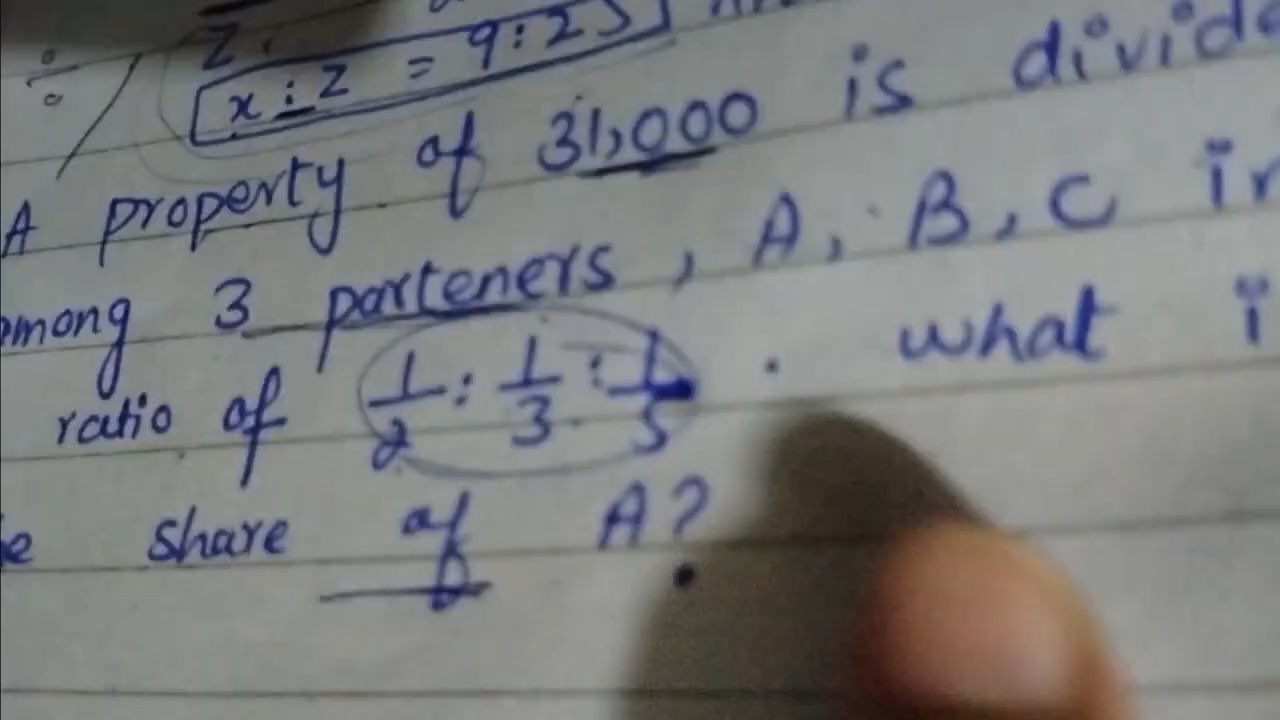 ÷
z.
x : z = 9 : 25
A property of 31,000 is divide
among 3 parteners, A, B, C in
ratio of 1/2 : 1/3 : 1/5 . what i
e share of A?